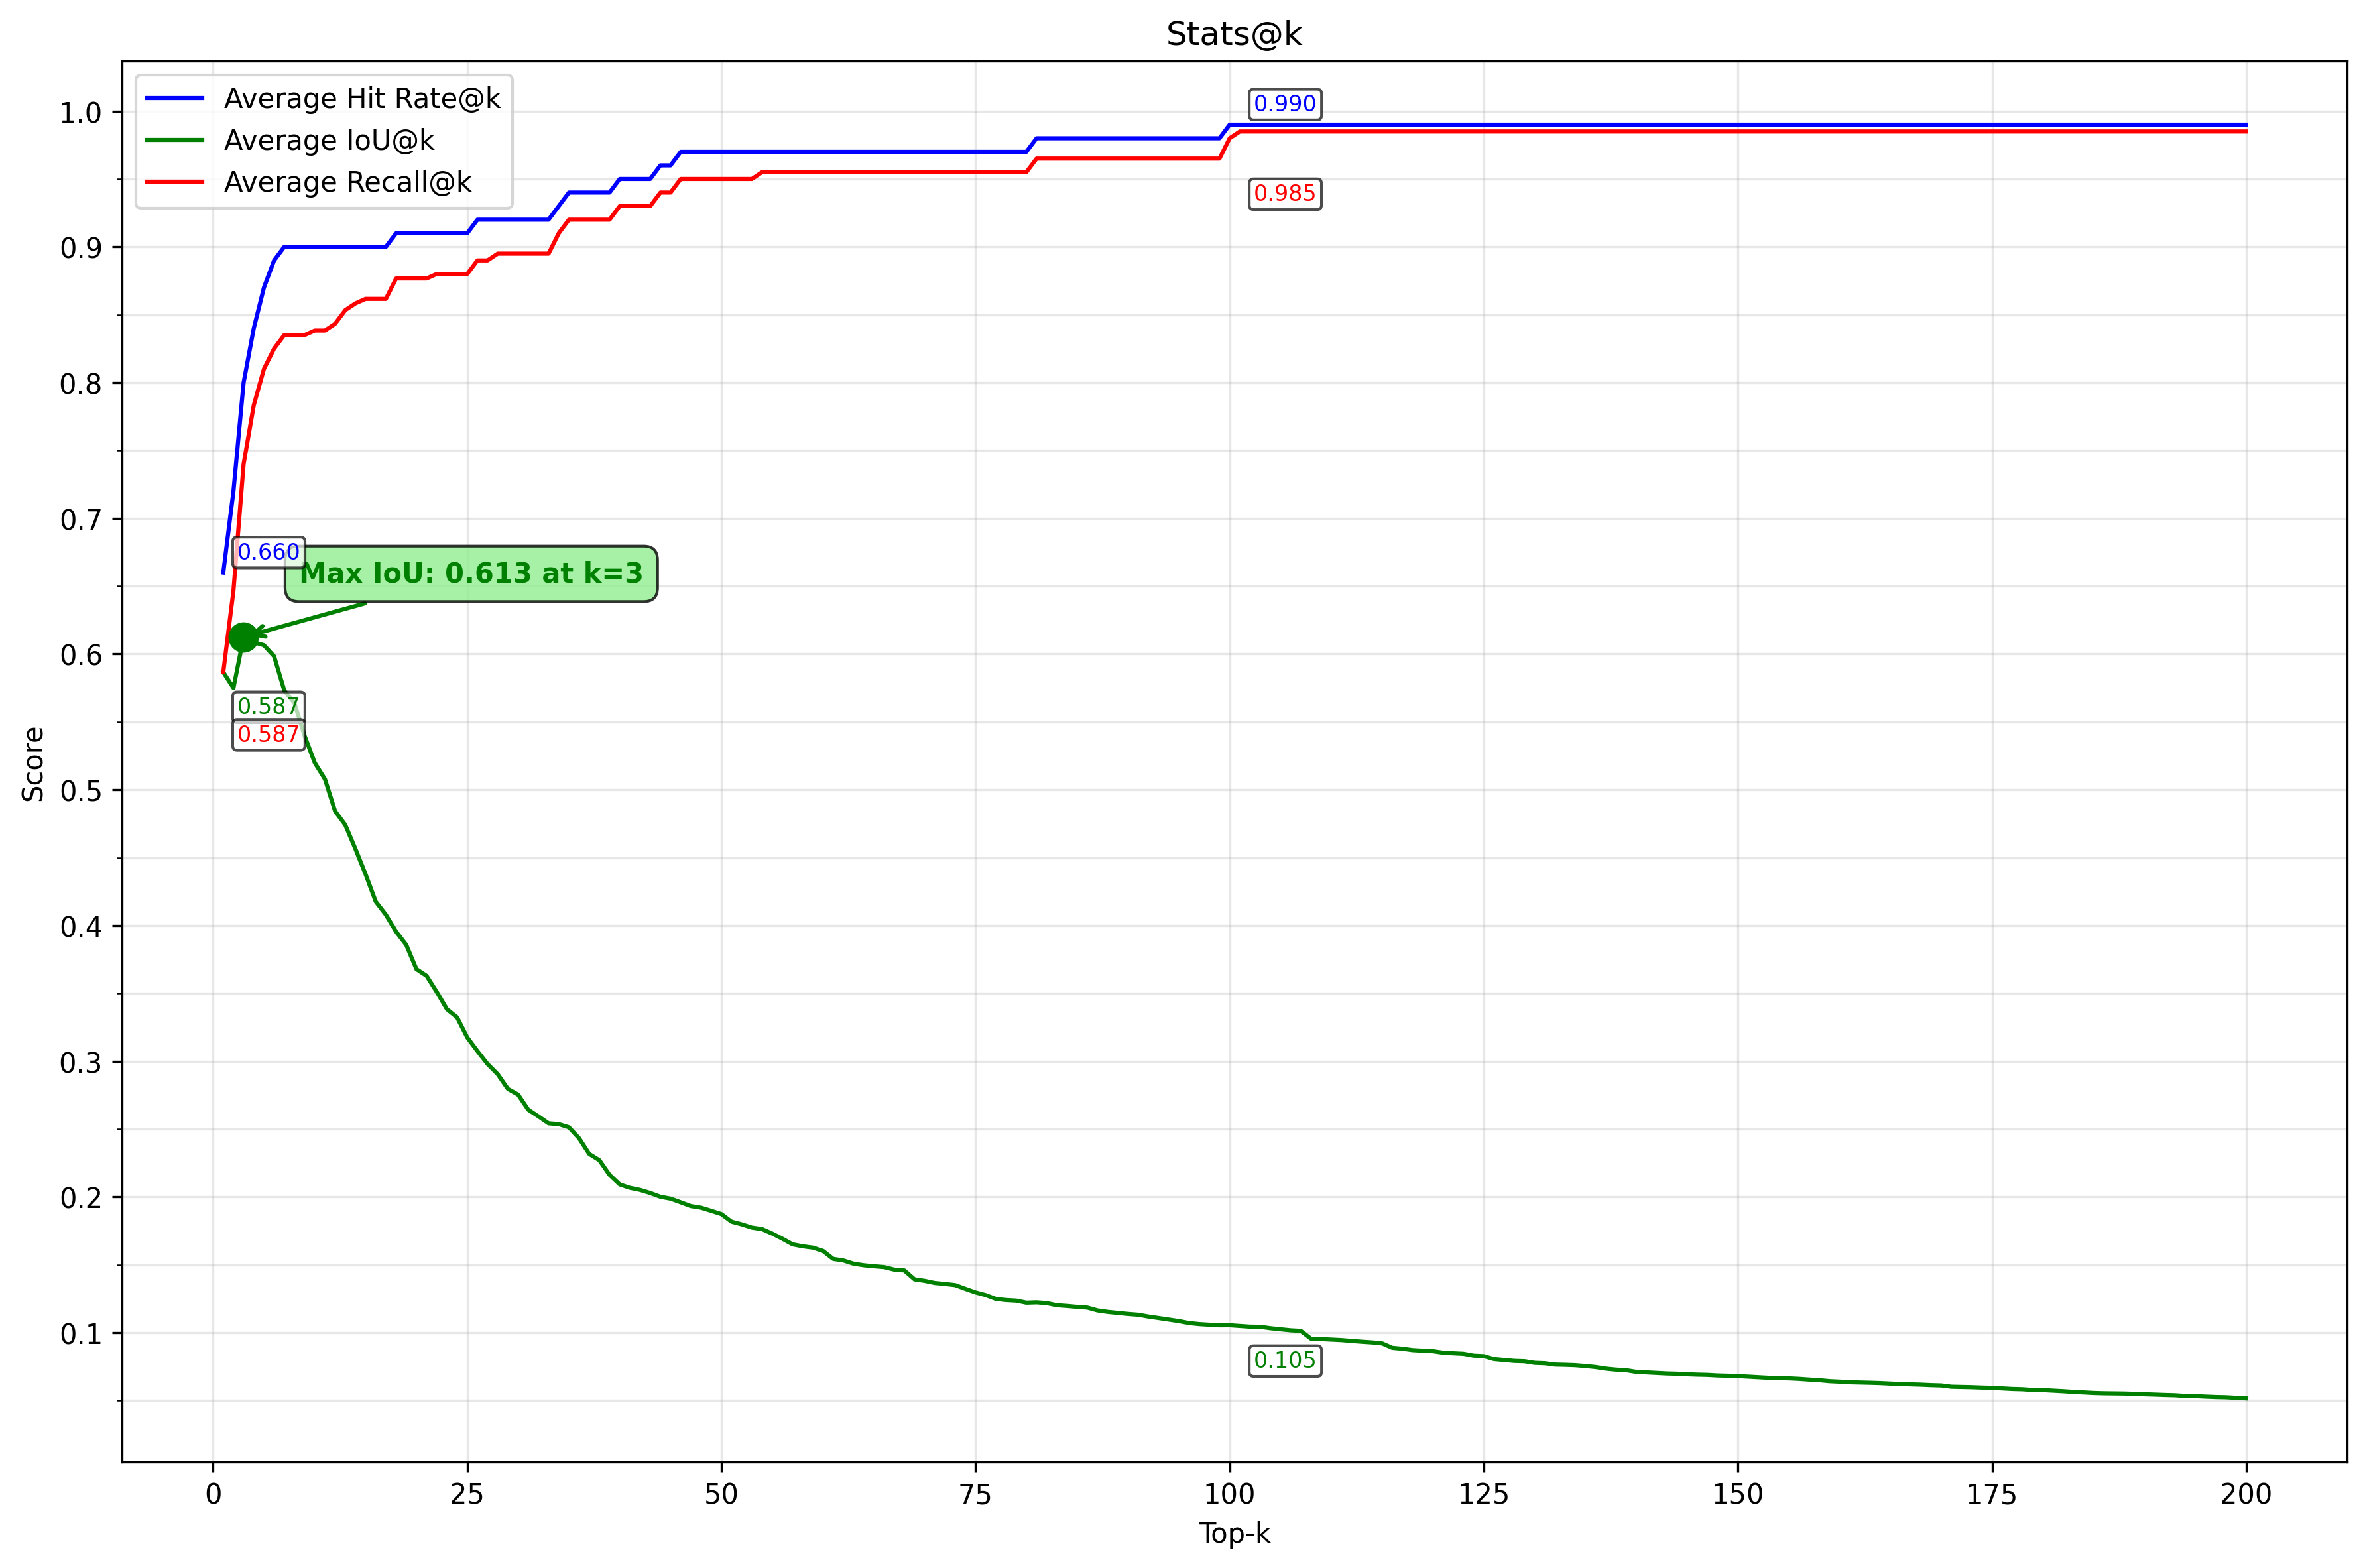 Stats@k
Average Hit Rate@k
Average IoU@k
Average Recall@k
0.990
0.985
0.660
Max IoU: 0.613 at k=3
0.587
0.587
0.105
Score
1.0
0.9
0.8
0.7
0.6
0.5
0.4
0.3
0.2
0.1
0 25 50 75 100 125 150 175 200
Top-k